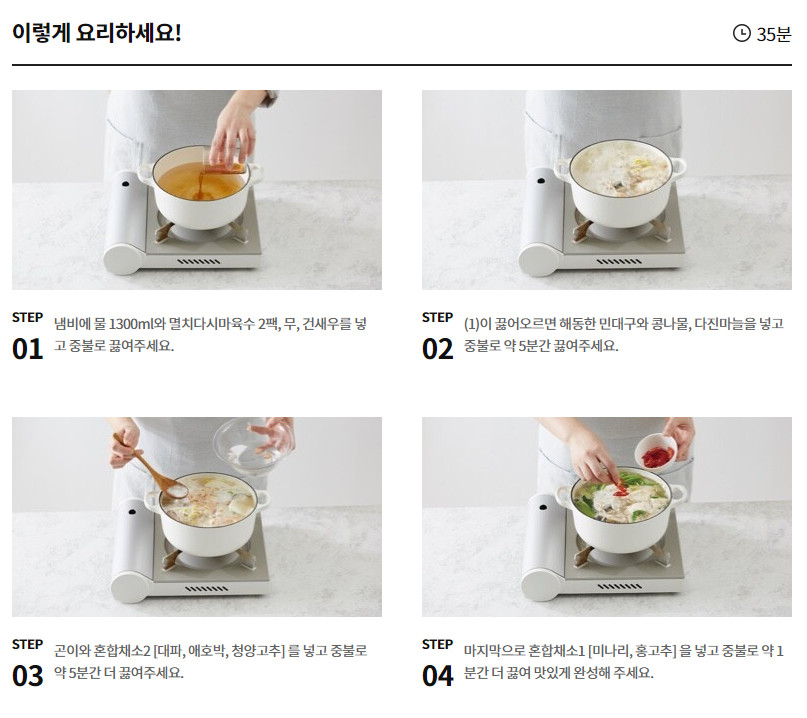 이렇게 요리하세요!
35분
STEP
01
냄비에 물 1300ml와 멸치다시마육수 2팩, 무, 건새우를 넣
고 중불로 끓여주세요.
STEP
02
(1)이 끓어오르면 해동한 민대구와 콩나물, 다진마늘을 넣고
중불로 약 5분간 끓여주세요.
STEP
03
곤이와 혼합채소2 [대파, 애호박, 청양고추] 를 넣고 중불로
약 5분간 더 끓여주세요.
STEP
04
마지막으로 혼합채소1 [미나리, 홍고추] 을 넣고 중불로 약 1
분간 더 끓여 맛있게 완성해 주세요.